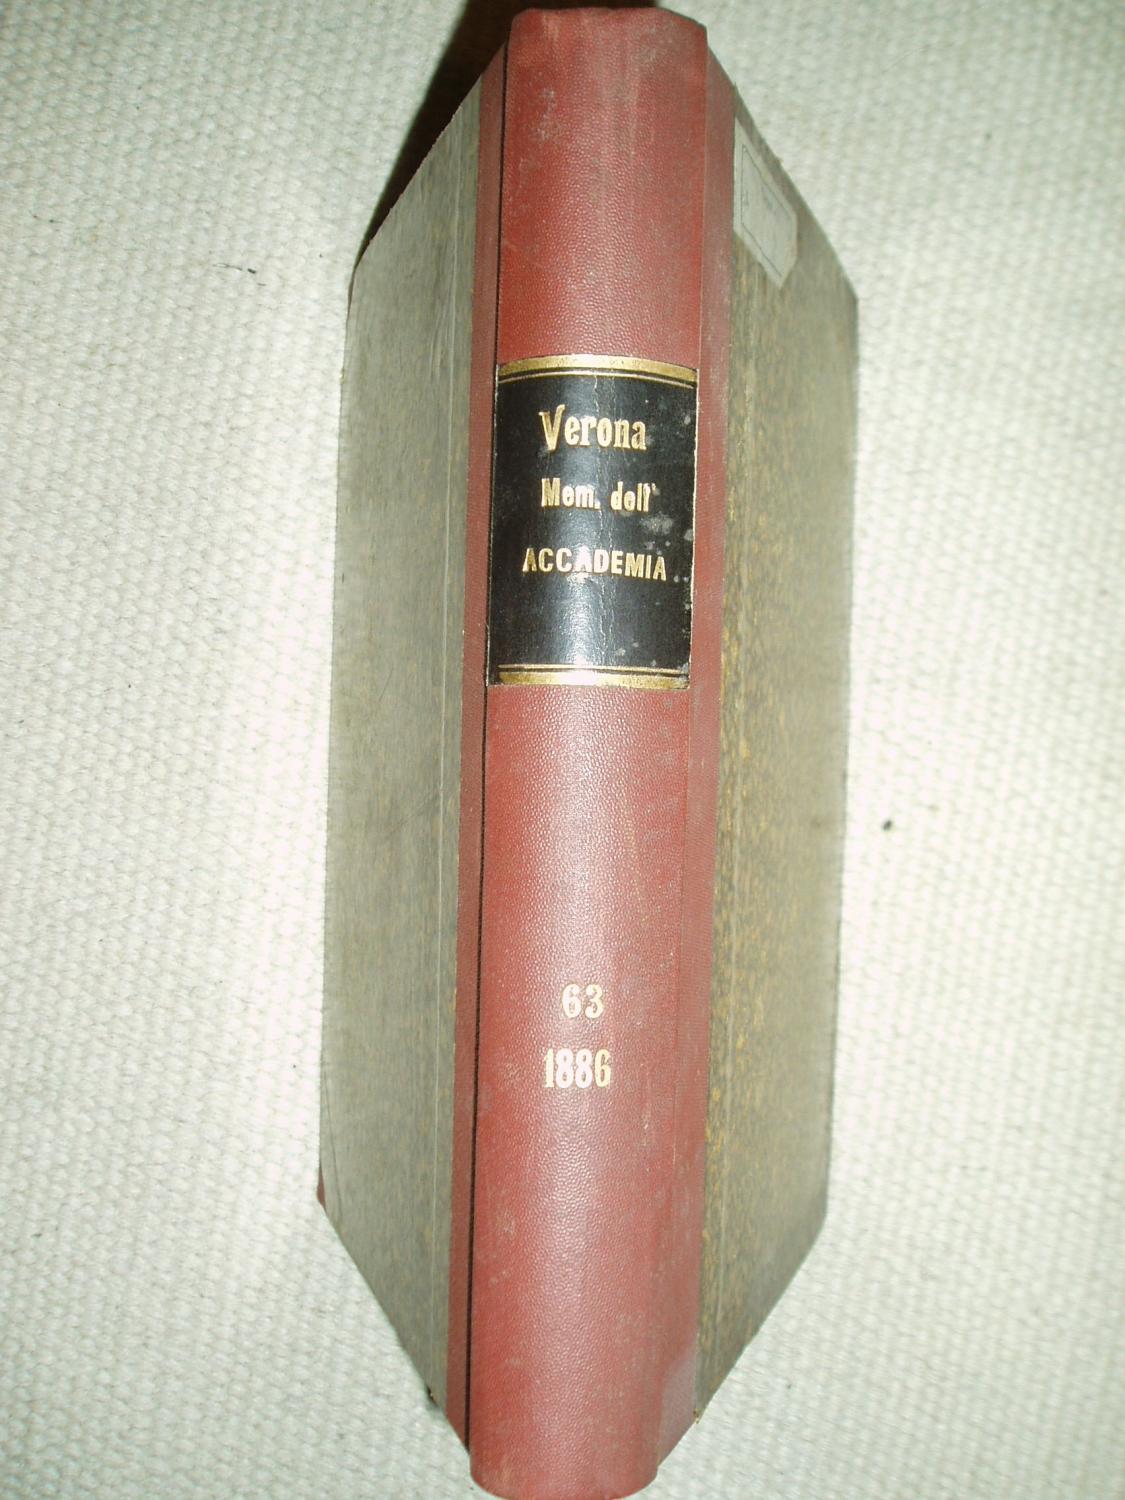 Verona
Mem. dell'
ACCADEMIA
63
1886